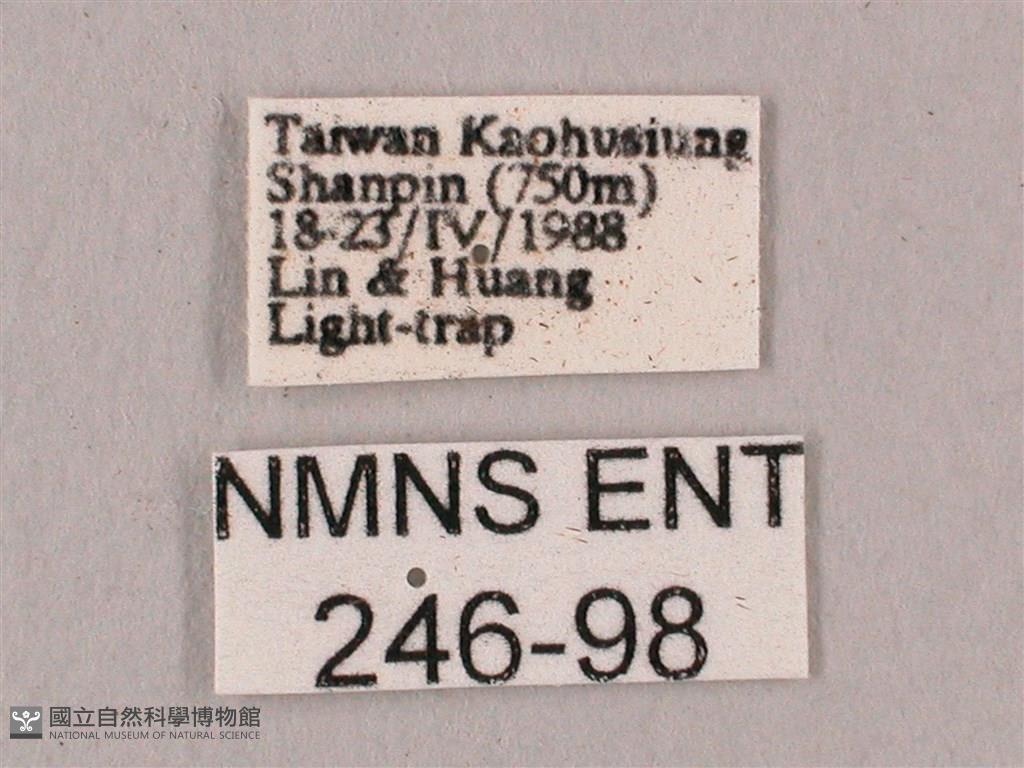 Taiwan Kaohusiung
Shanpin (750m)
18-23/IV/1988
Lin & Huang
Light-trap
NMNS ENT
246-98
國立自然科學博物館
NATIONAL MUSEUM OF NATURAL SCIENCE